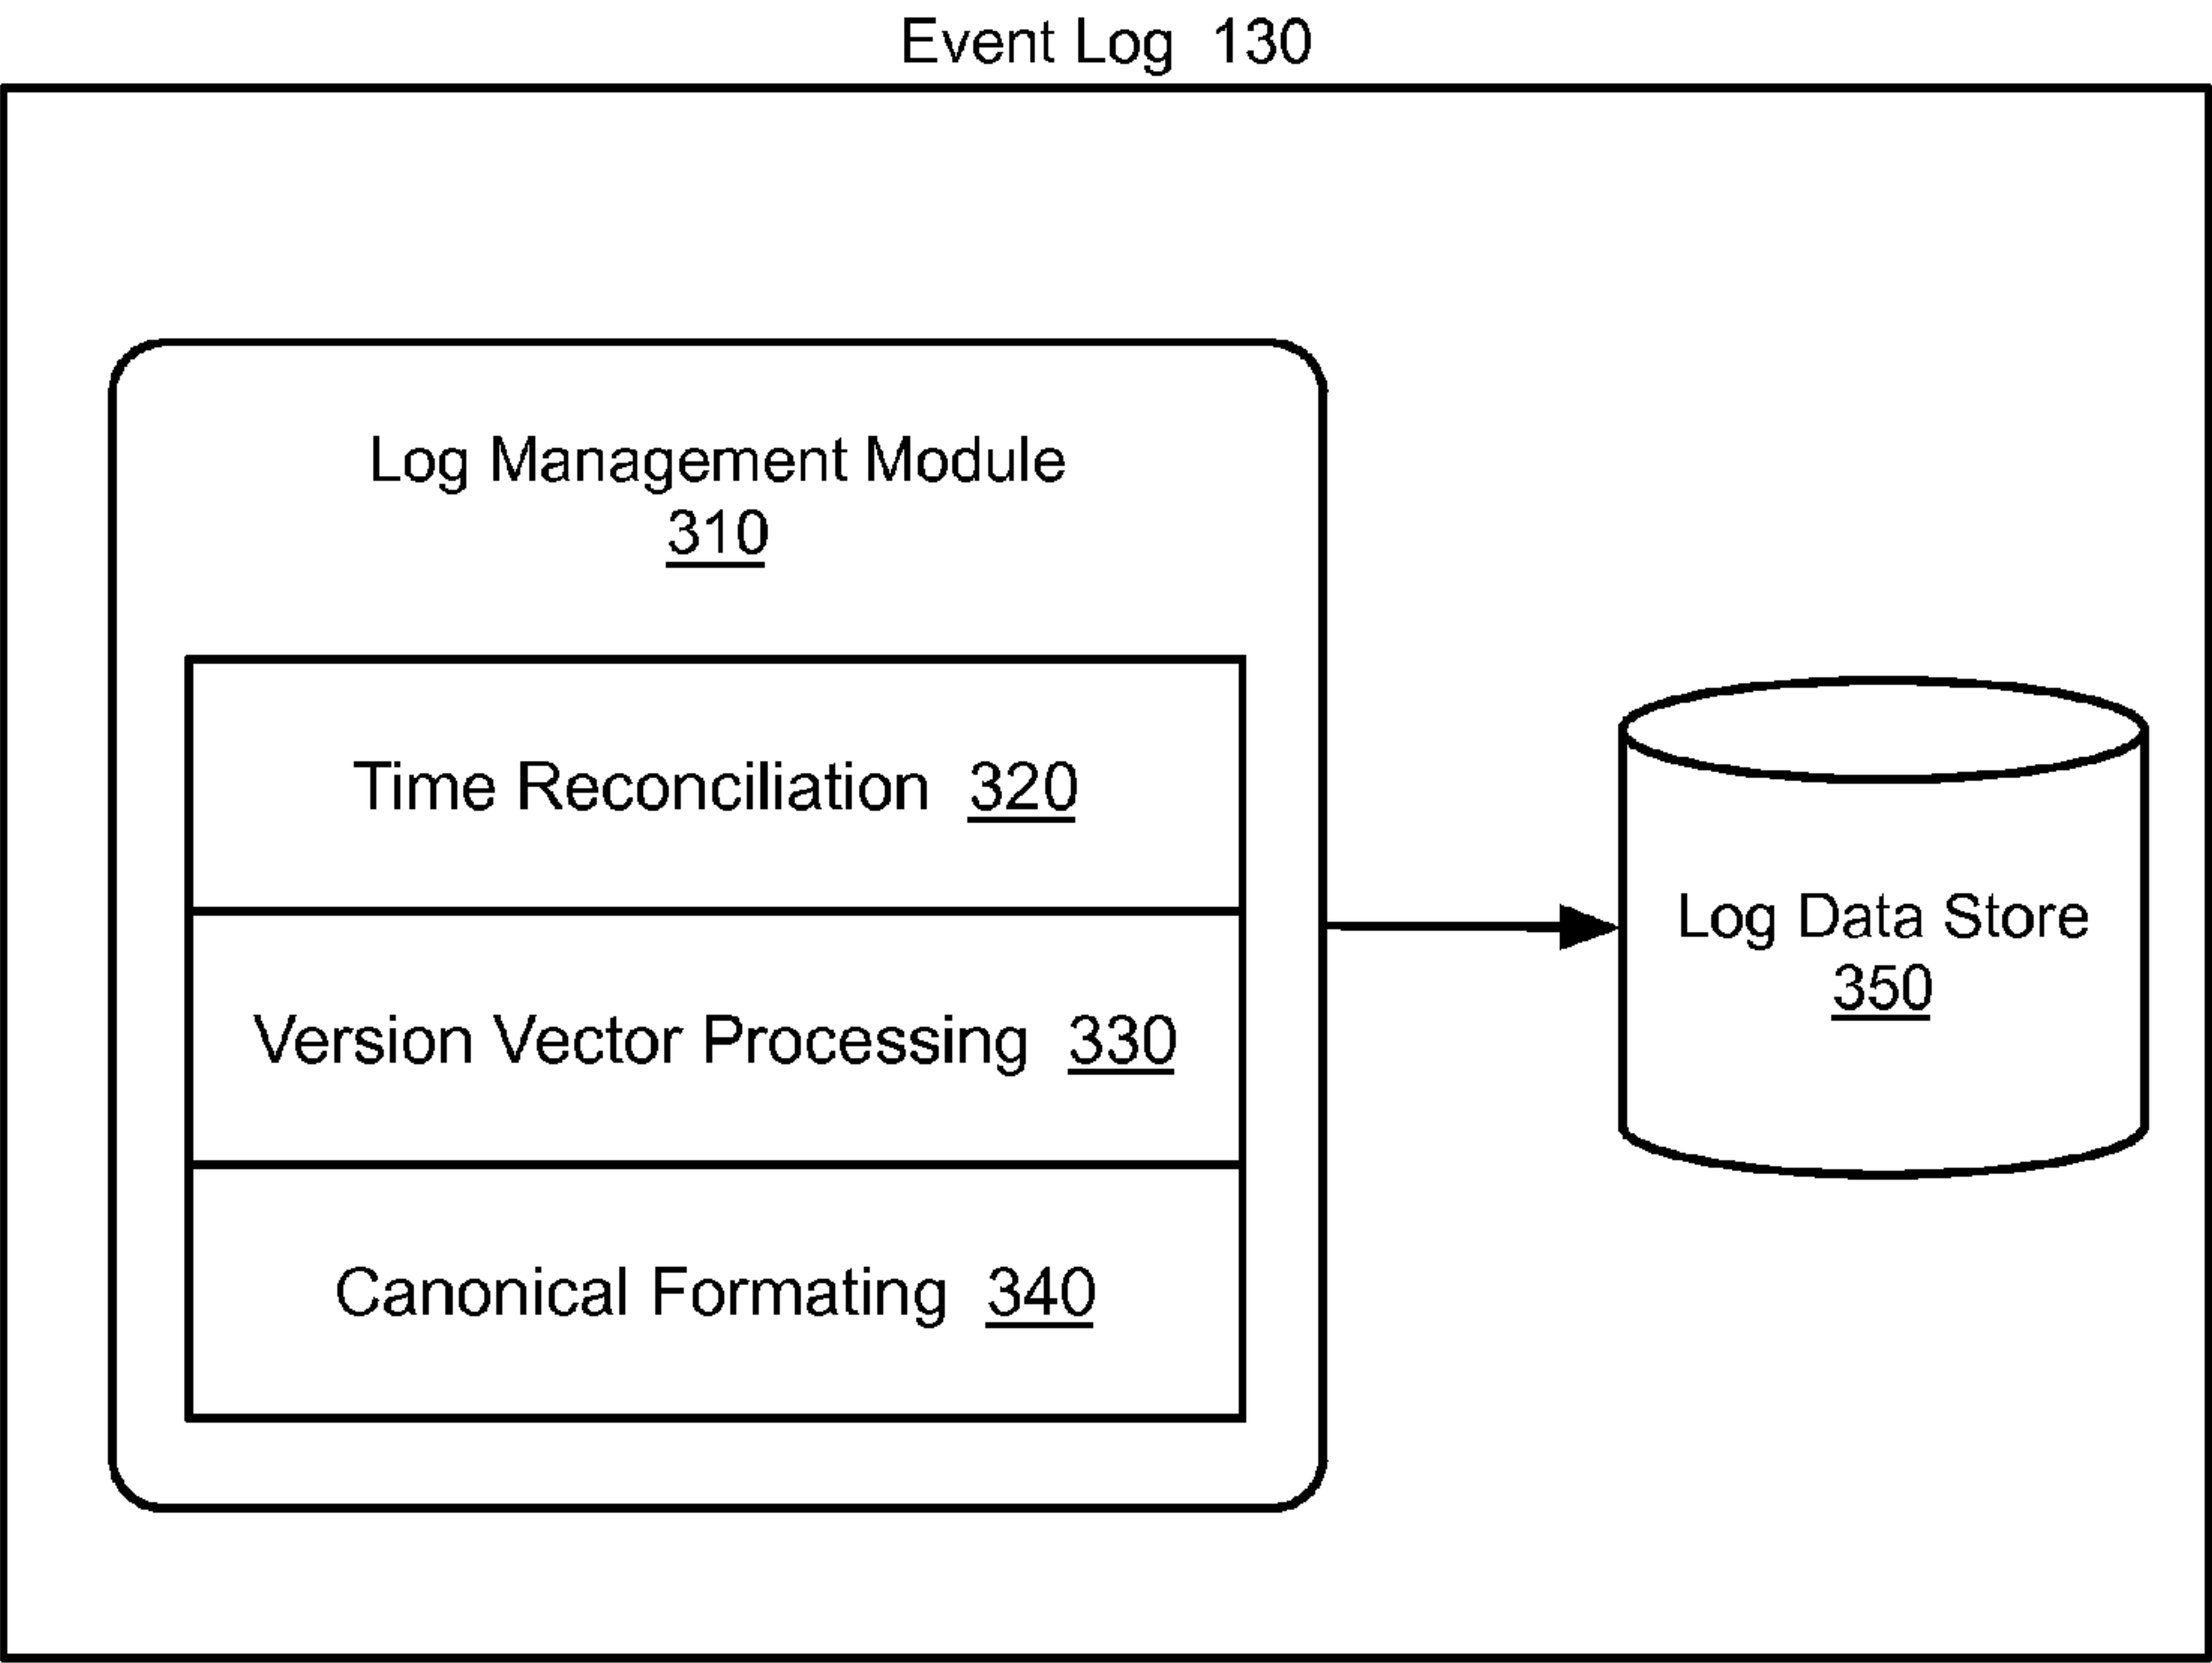 Event Log 130
Log Management Module
310
Time Reconciliation 320
Version Vector Processing 330
Canonical Formating 340
Log Data Store
350